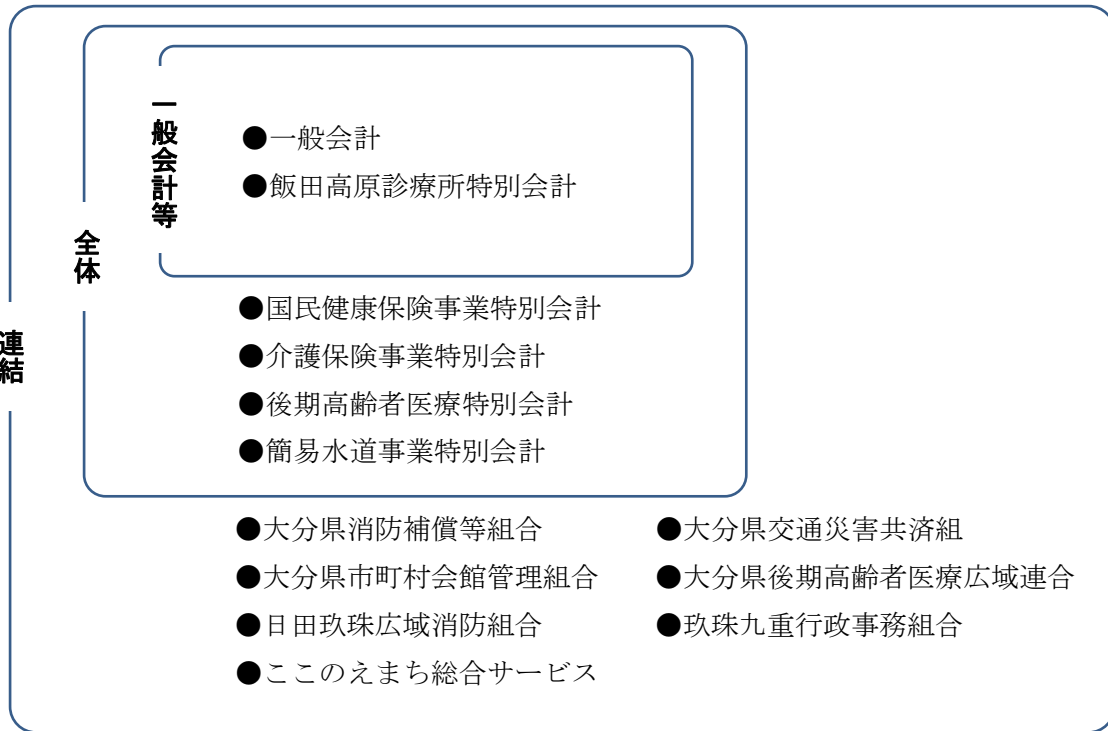 一般会計等
●一般会計
●飯田高原診療所特別会計
全体
●国民健康保険事業特別会計
●介護保険事業特別会計
●後期高齢者医療特別会計
●簡易水道事業特別会計
連結
●大分県消防補償等組合
●大分県交通災害共済組
●大分県市町村会館管理組合
●大分県後期高齢者医療広域連合
●日田玖珠広域消防組合
●玖珠九重行政事務組合
●ここのえまち総合サービス